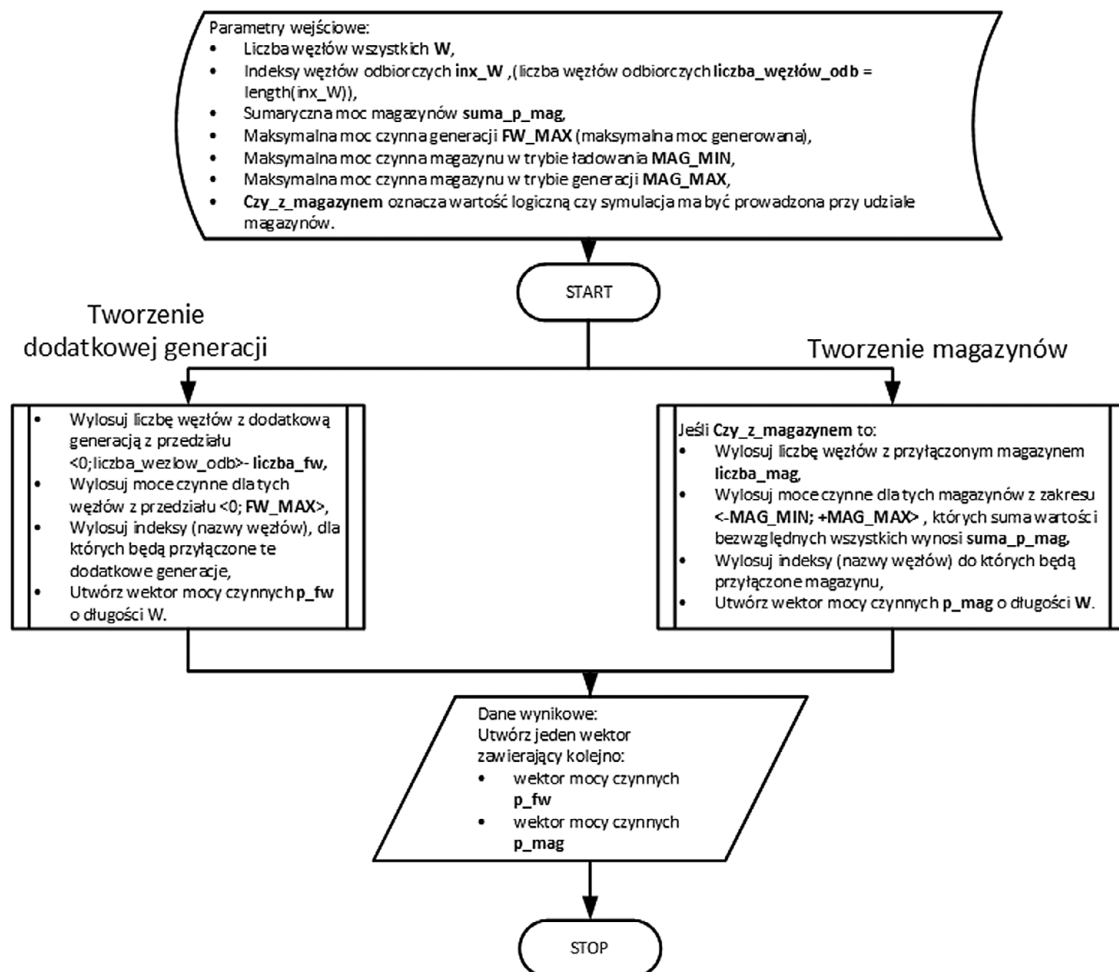 Parametry wejściowe:
• Liczba węzłów wszystkich W,
• Indeksy węzłów odbiorczych inx_W ,(liczba węzłów odbiorczych liczba_węzłów_odb =
length(inx_W)),
• Sumaryczna moc magazynów suma_p_mag,
• Maksymalna moc czynna generacji FW_MAX (maksymalna moc generowana),
• Maksymalna moc czynna magazynu w trybie ładowania MAG_MIN,
• Maksymalna moc czynna magazynu w trybie generacji MAG_MAX,
• Czy_z_magazynem oznacza wartość logiczną czy symulacja ma być prowadzona przy udziale
magazynów.
START
Tworzenie
dodatkowej generacji
Tworzenie magazynów
• Wylosuj liczbę węzłów z dodatkową
generacją z przedziału
<0;liczba_wezlow_odb>- liczba_fw,
• Wylosuj moce czynne dla tych
węzłów z przedziału <0; FW_MAX>,
• Wylosuj indeksy (nazwy węzłów), dla
których będą przyłączone te
dodatkowe generacje,
• Utwórz wektor mocy czynnych p_fw
o długości W.
Jeśli Czy_z_magazynem to:
• Wylosuj liczbę węzłów z przyłączonym magazynem
liczba_mag,
• Wylosuj moce czynne dla tych magazynów z zakresu
<-MAG_MIN; +MAG_MAX> , których suma wartości
bezwzględnych wszystkich wynosi suma_p_mag,
• Wylosuj indeksy (nazwy węzłów) do których będą
przyłączone magazynu,
• Utwórz wektor mocy czynnych p_mag o długości W.
Dane wynikowe:
Utwórz jeden wektor
zawierający kolejno:
• wektor mocy czynnych
p_fw
• wektor mocy czynnych
p_mag
STOP